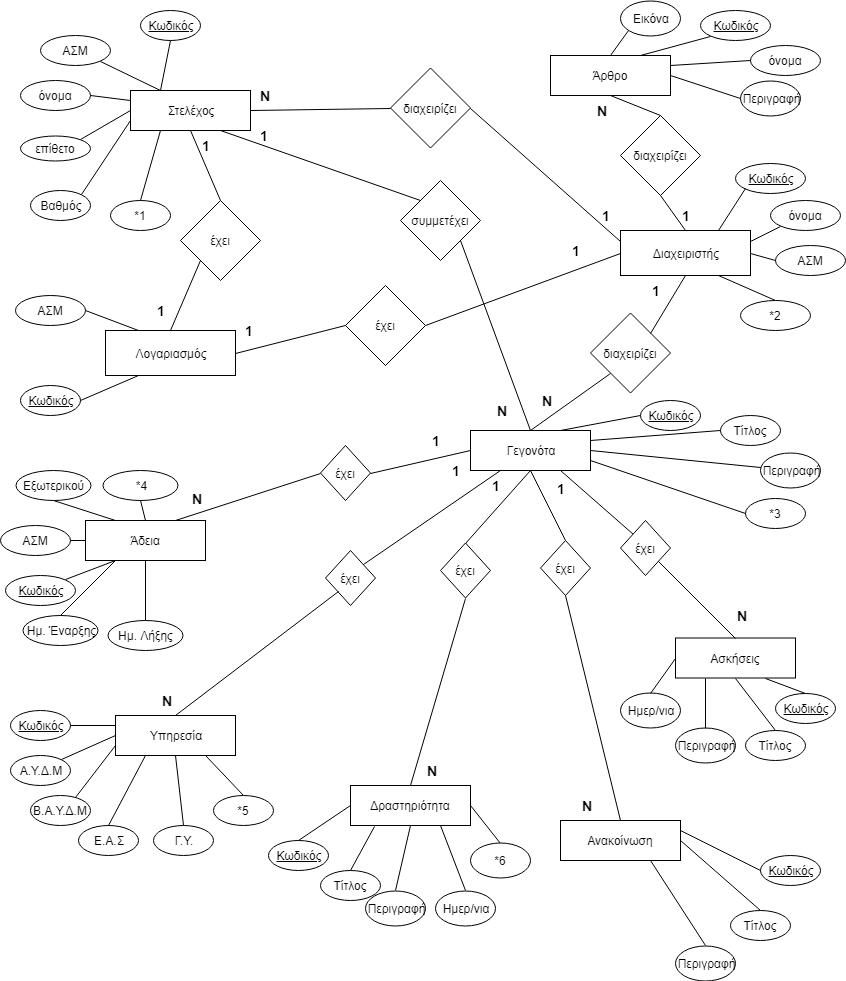 Εικόνα
Κωδικός
Κωδικός
ΑΣΜ
όνομα
Άρθρο
Στελέχος
όνομα
Περιγραφή
επίθετο
Βαθμός
*1
N
1
1
διαχειρίζει
N
διαχειρίζει
1
1
Κωδικός
όνομα
Διαχειριστής
ΑΣΜ
*2
1
1
έχει
συμμετέχει
ΑΣΜ
1
1
Λογαριασμός
έχει
Κωδικός
διαχειρίζει
N
N
Κωδικός
Τίτλος
Γεγονότα
Περιγραφή
*3
1
1
1
1
έχει
Εξωτερικού
*4
N
ΑΣΜ
Άδεια
Κωδικός
Ημ. Έναρξης
Ημ. Λήξης
έχει
έχει
έχει
έχει
N
Ασκήσεις
Ημερ/νια
Κωδικός
Περιγραφή
Τίτλος
N
Κωδικός
Υπηρεσία
Α.Υ.Δ.Μ
Β.Α.Υ.Δ.Μ
Ε.Α.Σ
Γ.Υ.
*5
N
Δραστηριότητα
Κωδικός
Τίτλος
Περιγραφή
Ημερ/νια
*6
N
Ανακοίνωση
Κωδικός
Τίτλος
Περιγραφή